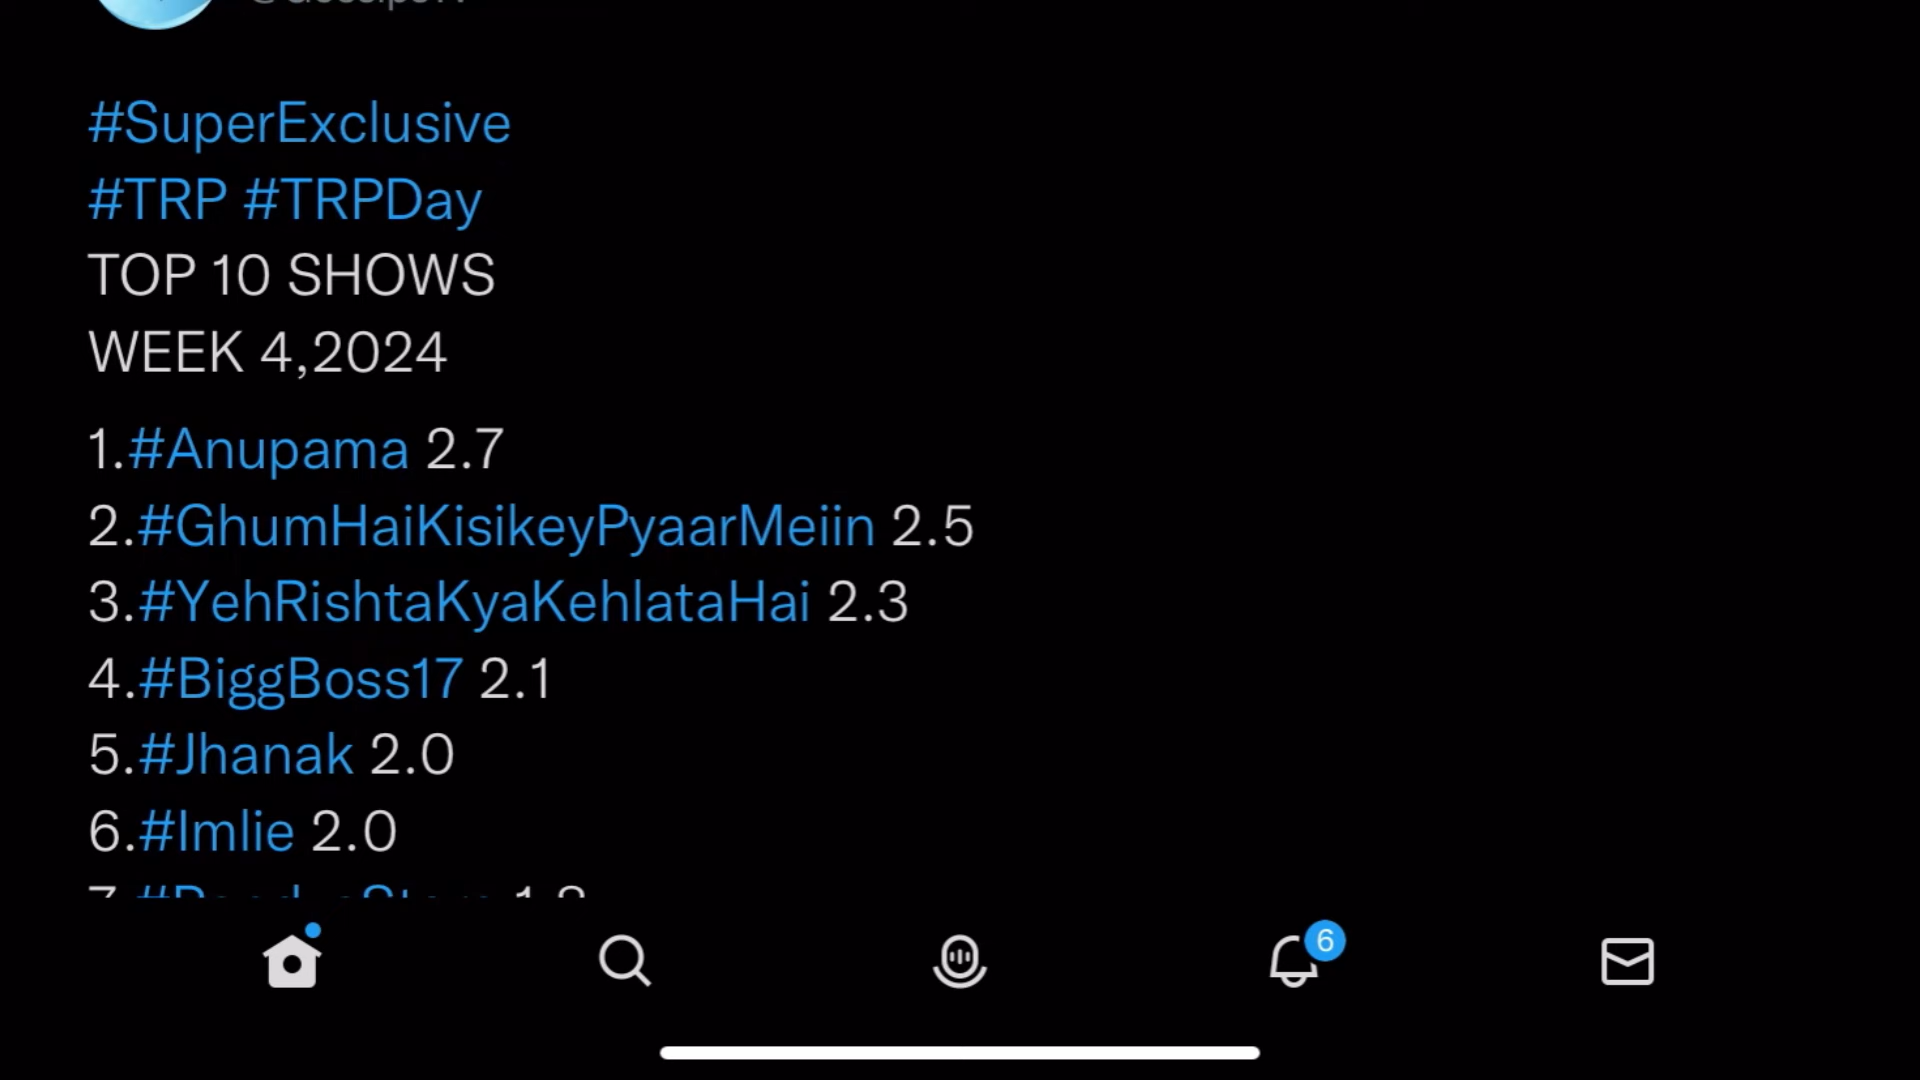 #SuperExclusive
#TRP #TRPDay
TOP 10 SHOWS
WEEK 4,2024
1.#Anupama 2.7
2.#GhumHaiKisikeyPyaarMeiin 2.5
3.#YehRishtaKyaKehlataHai 2.3
4.#BiggBoss17 2.1
5.#Jhanak 2.0
6.#Imlie 2.0
6